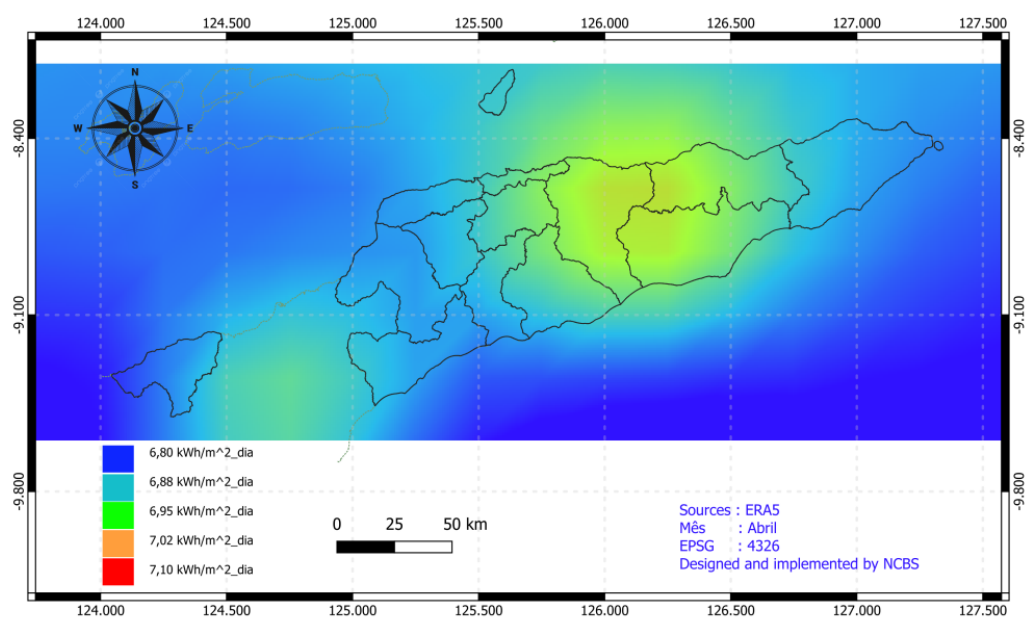 124.000 124.500 125.000 125.500 126.000 126.500 127.000 127.500
N
W E
S
-8.400 -8.400
-9.100 -9.100
-9.800 -9.800
6,80 kWh/m^2_dia
6,88 kWh/m^2_dia
6,95 kWh/m^2_dia
7,02 kWh/m^2_dia
7,10 kWh/m^2_dia
0 25 50 km
Sources : ERA5
Mês : Abril
EPSG : 4326
Designed and implemented by NCBS
124.000 124.500 125.000 125.500 126.000 126.500 127.000 127.500